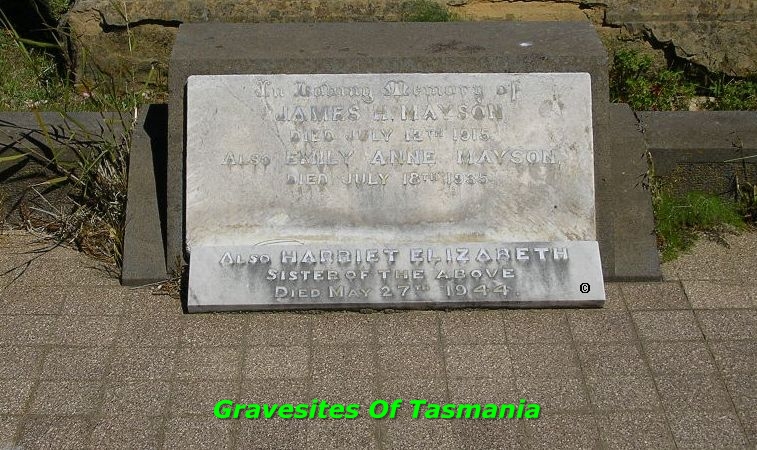 In Loving Memory of
JAMES H. MAYSON
DIED JULY 13TH 1915.
ALSO EMILY ANNE MAYSON
DIED JULY 18TH 1935.
ALSO HARRIET ELIZABETH
SISTER OF THE ABOVE
DIED MAY 27TH 1944.
©
Gravesites Of Tasmania